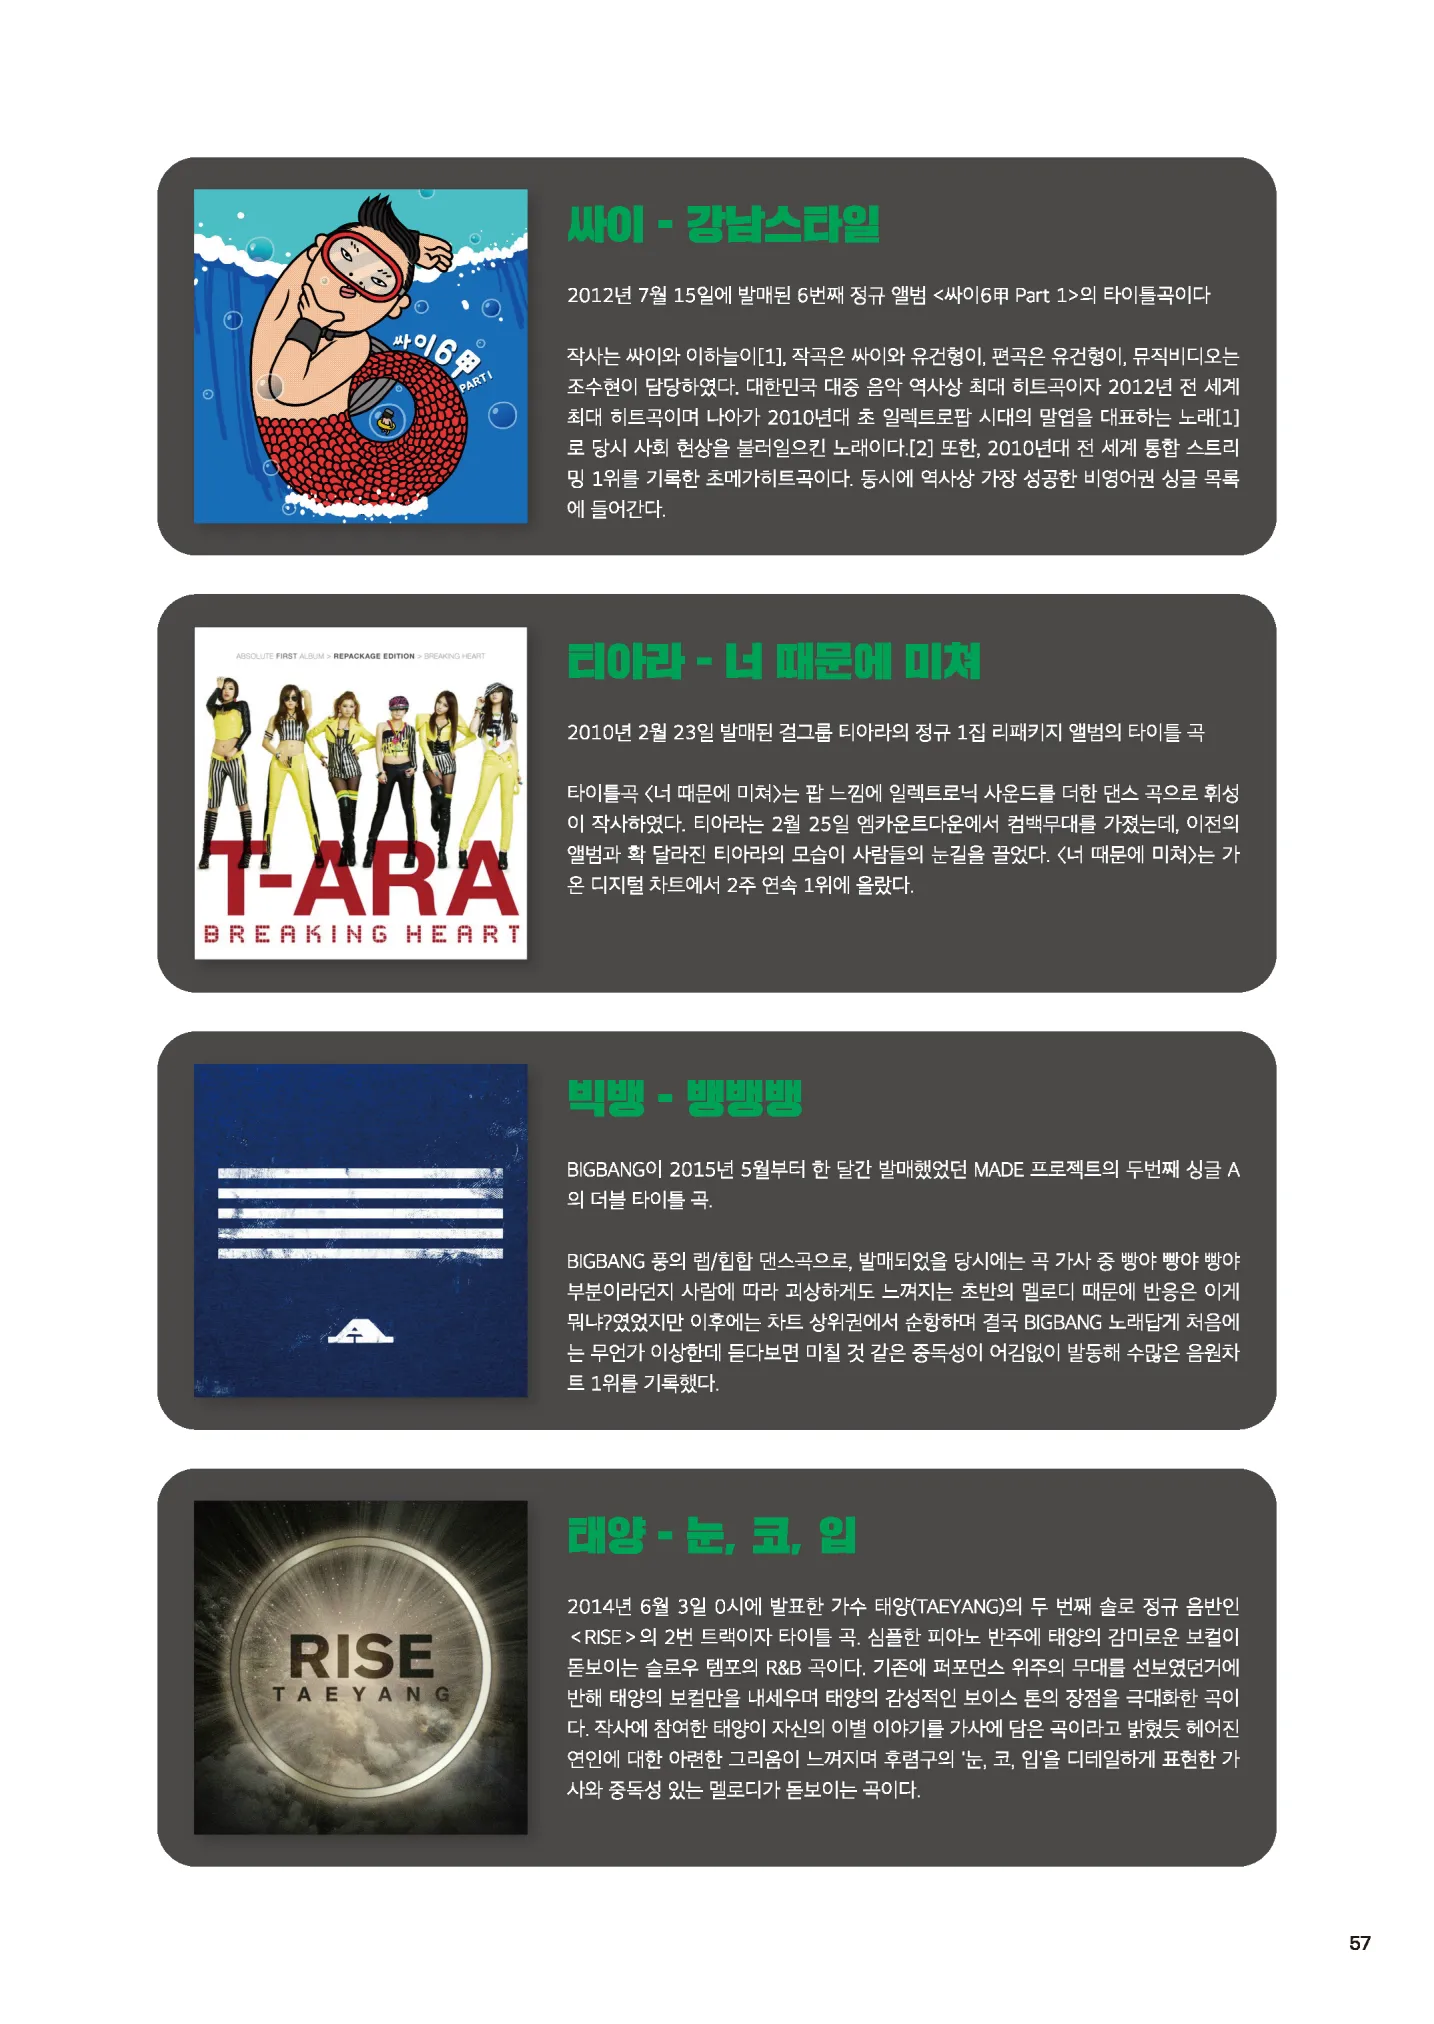 싸이6甲
PART 1
싸이 - 강남스타일
2012년 7월 15일에 발매된 6번째 정규 앨범 <싸이6甲 Part 1>의 타이틀곡이다
작사는 싸이와 이하늘이[1], 작곡은 싸이와 유건형이, 편곡은 유건형이, 뮤직비디오는
조수현이 담당하였다. 대한민국 대중 음악 역사상 최대 히트곡이자 2012년 전 세계
최대 히트곡이며 나아가 2010년대 초 일렉트로팝 시대의 말엽을 대표하는 노래[1]
로 당시 사회 현상을 불러일으킨 노래이다.[2] 또한, 2010년대 전 세계 통합 스트리
밍 1위를 기록한 초메가히트곡이다. 동시에 역사상 가장 성공한 비영어권 싱글 목록
에 들어간다.
ABSOLUTE FIRST ALBUM > REPACKAGE EDITION > BREAKING HEART
T-ARA
BREAKING HEART
티아라 - 너 때문에 미쳐
2010년 2월 23일 발매된 걸그룹 티아라의 정규 1집 리패키지 앨범의 타이틀 곡
타이틀곡 〈너 때문에 미쳐〉는 팝 느낌에 일렉트로닉 사운드를 더한 댄스 곡으로 휘성
이 작사하였다. 티아라는 2월 25일 엠카운트다운에서 컴백무대를 가졌는데, 이전의
앨범과 확 달라진 티아라의 모습이 사람들의 눈길을 끌었다. 〈너 때문에 미쳐〉는 가
온 디지털 차트에서 2주 연속 1위에 올랐다.
A
빅뱅 - 뱅뱅뱅
BIGBANG이 2015년 5월부터 한 달간 발매했었던 MADE 프로젝트의 두번째 싱글 A
의 더블 타이틀 곡.
BIGBANG 풍의 랩/힙합 댄스곡으로, 발매되었을 당시에는 곡 가사 중 빵야 빵야 빵야
부분이라던지 사람에 따라 괴상하게도 느껴지는 초반의 멜로디 때문에 반응은 이게
뭐냐?였었지만 이후에는 차트 상위권에서 순항하며 결국 BIGBANG 노래답게 처음에
는 무언가 이상한데 듣다보면 미칠 것 같은 중독성이 어김없이 발동해 수많은 음원차
트 1위를 기록했다.
RISE
TAEYANG
태양 - 눈, 코, 입
2014년 6월 3일 0시에 발표한 가수 태양(TAEYANG)의 두 번째 솔로 정규 음반인
<RISE>의 2번 트랙이자 타이틀 곡. 심플한 피아노 반주에 태양의 감미로운 보컬이
돋보이는 슬로우 템포의 R&B 곡이다. 기존에 퍼포먼스 위주의 무대를 선보였던거에
반해 태양의 보컬만을 내세우며 태양의 감성적인 보이스 톤의 장점을 극대화한 곡이
다. 작사에 참여한 태양이 자신의 이별 이야기를 가사에 담은 곡이라고 밝혔듯 헤어진
연인에 대한 아련한 그리움이 느껴지며 후렴구의 '눈, 코, 입'을 디테일하게 표현한 가
사와 중독성 있는 멜로디가 돋보이는 곡이다.
57